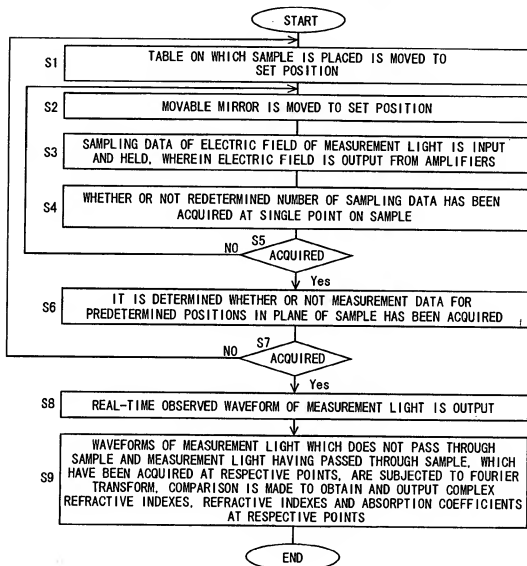 START
S1
TABLE ON WHICH SAMPLE IS PLACED IS MOVED TO
SET POSITION
S2
MOVABLE MIRROR IS MOVED TO SET POSITION
S3
SAMPLING DATA OF ELECTRIC FIELD OF MEASUREMENT LIGHT IS INPUT
AND HELD, WHEREIN ELECTRIC FIELD IS OUTPUT FROM AMPLIFIERS
S4
WHETHER OR NOT REDETERMINED NUMBER OF SAMPLING DATA HAS BEEN
ACQUIRED AT SINGLE POINT ON SAMPLE
S5
NO
ACQUIRED
Yes
S6
IT IS DETERMINED WHETHER OR NOT MEASUREMENT DATA FOR
PREDETERMINED POSITIONS IN PLANE OF SAMPLE HAS BEEN ACQUIRED
S7
NO
ACQUIRED
Yes
S8
REAL-TIME OBSERVED WAVEFORM OF MEASUREMENT LIGHT IS OUTPUT
S9
WAVEFORMS OF MEASUREMENT LIGHT WHICH DOES NOT PASS THROUGH
SAMPLE AND MEASUREMENT LIGHT HAVING PASSED THROUGH SAMPLE, WHICH
HAVE BEEN ACQUIRED AT RESPECTIVE POINTS, ARE SUBJECTED TO FOURIER
TRANSFORM, COMPARISON IS MADE TO OBTAIN AND OUTPUT COMPLEX
REFRACTIVE INDEXES, REFRACTIVE INDEXES AND ABSORPTION COEFFICIENTS
AT RESPECTIVE POINTS
END